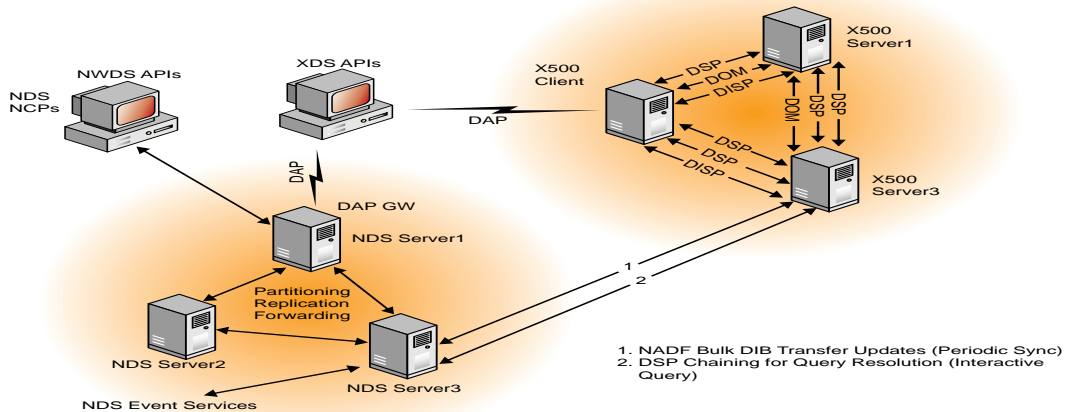 X500
Server1
XDS APIs
X500
Client
NWDS APIs
NDS
NCPs
DSP
DOM
DISP
DOM
DSP
DSP
DAP
DSP
DSP
DISP
DAP
X500
Server3
DAP GW
NDS Server1
1
2
Partitioning
Replication
Forwarding
NDS Server2
NDS Server3
NDS Event Services
1. NADF Bulk DIB Transfer Updates (Periodic Sync)
2. DSP Chaining for Query Resolution (Interactive
Query)